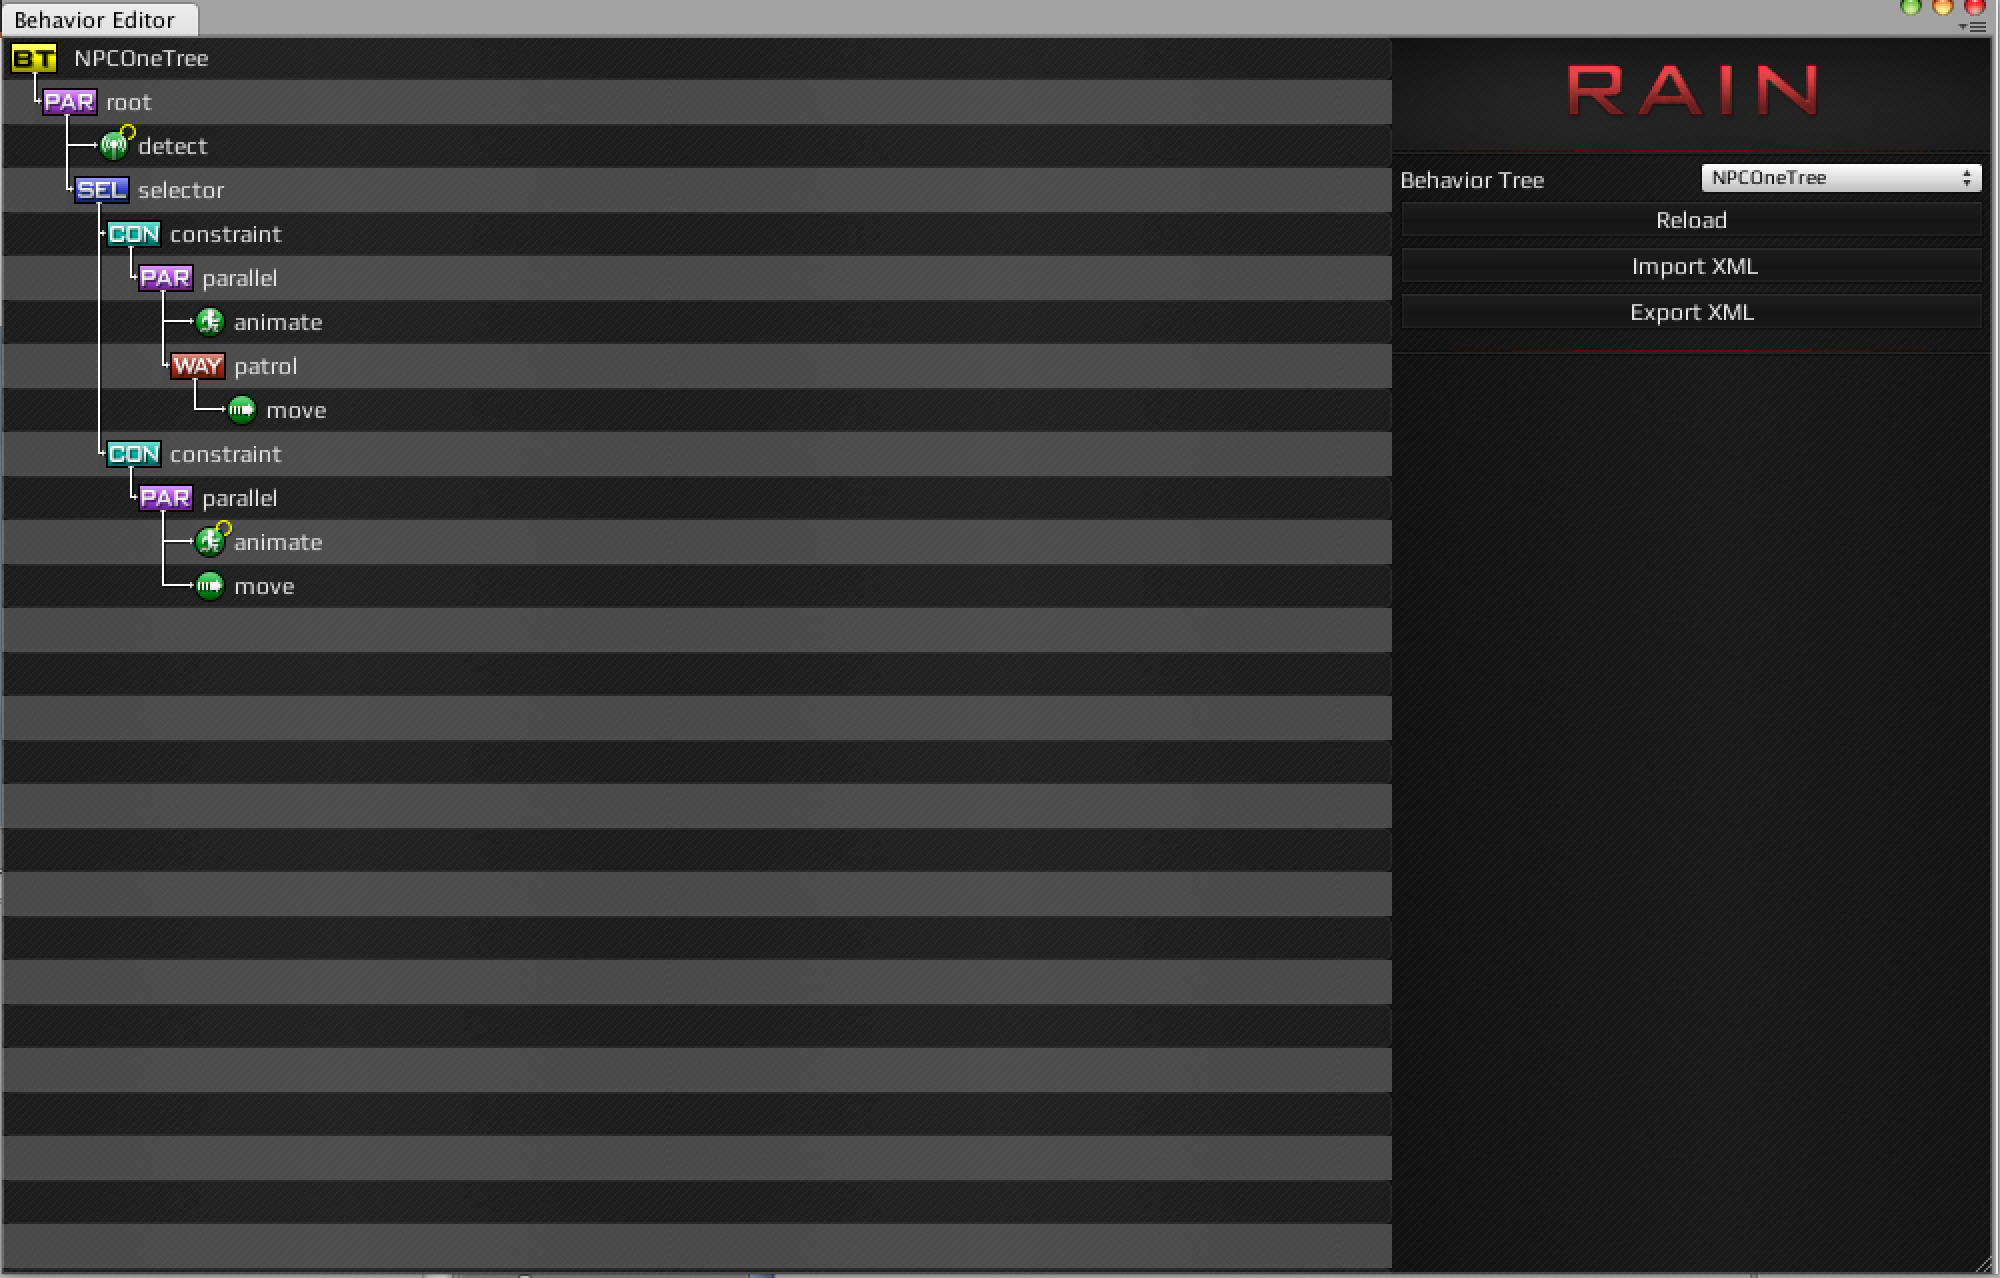 Behavior Editor
BT NPCOneTree
PAR root
detect
SEL selector
CON constraint
PAR parallel
animate
WAY patrol
move
CON constraint
PAR parallel
animate
move
RAIN
Behavior Tree NPCOneTree
Reload
Import XML
Export XML